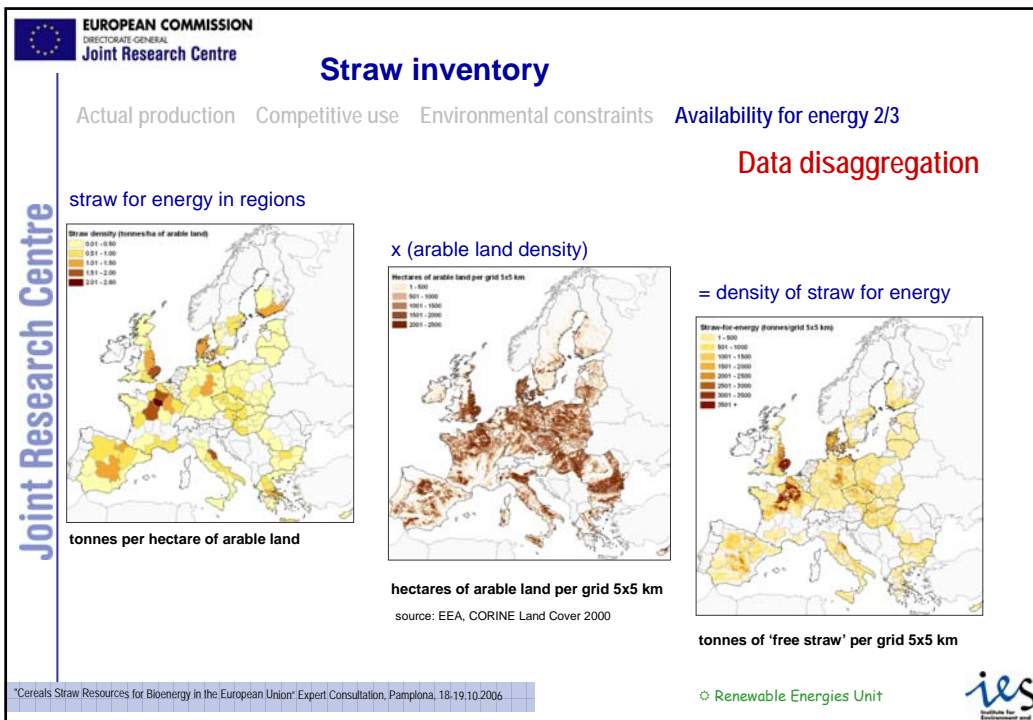 EUROPEAN COMMISSION
DIRECTORATE-GENERAL
Joint Research Centre
Straw inventory
Actual production Competitive use Environmental constraints Availability for energy 2/3
Data disaggregation
Joint Research Centre
straw for energy in regions
Straw density (tonnes/ha of arable land)
0.01 - 0.50
0.51 - 1.00
1.01 - 1.50
1.51 - 2.00
2.01 - 2.60
tonnes per hectare of arable land
x (arable land density)
Hectares of arable land per grid 5x5 km
1 - 500
501 - 1000
1001 - 1500
1501 - 2000
2001 - 2500
hectares of arable land per grid 5x5 km
source: EEA, CORINE Land Cover 2000
= density of straw for energy
Straw-for-energy (tonnes/grid 5x5 km)
1 - 500
501 - 1000
1001 - 1500
1501 - 2000
2001 - 2500
2501 - 3000
3001 - 3500
3501 +
tonnes of ‘free straw’ per grid 5x5 km
"Cereals Straw Resources for Bioenergy in the European Union" Expert Consultation, Pamplona, 18-19.10.2006
Renewable Energies Unit
ies
Institute for
Environment and